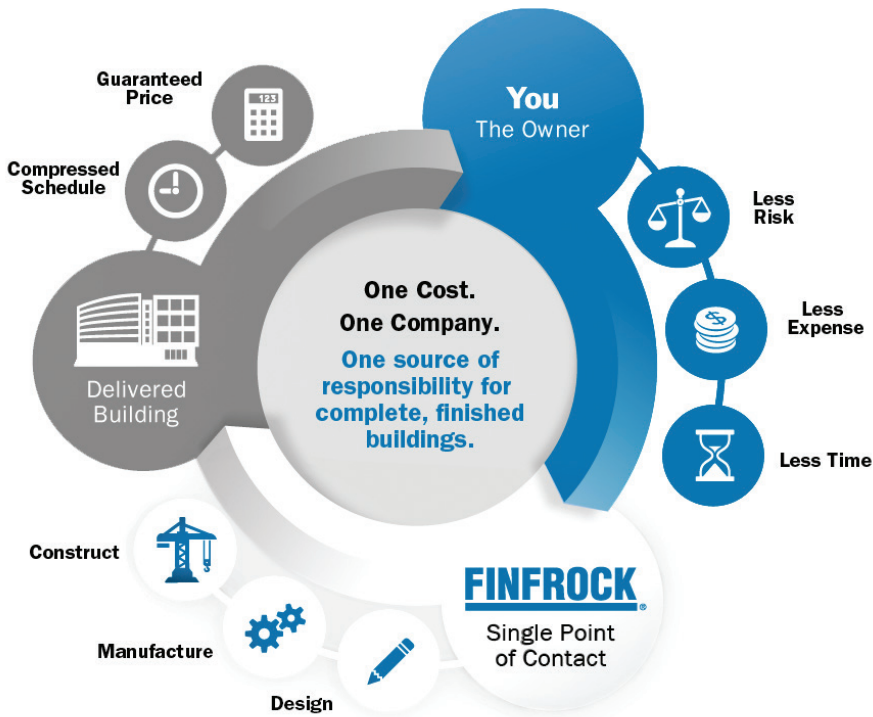 Guaranteed
Price
123
Compressed
Schedule
You
The Owner
Less
Risk
$
Less
Expense
One Cost.
One Company.
One source of
responsibility for
complete, finished
buildings.
Delivered
Building
Less Time
Construct
FINFROCK®
Single Point
of Contact
Manufacture
Design